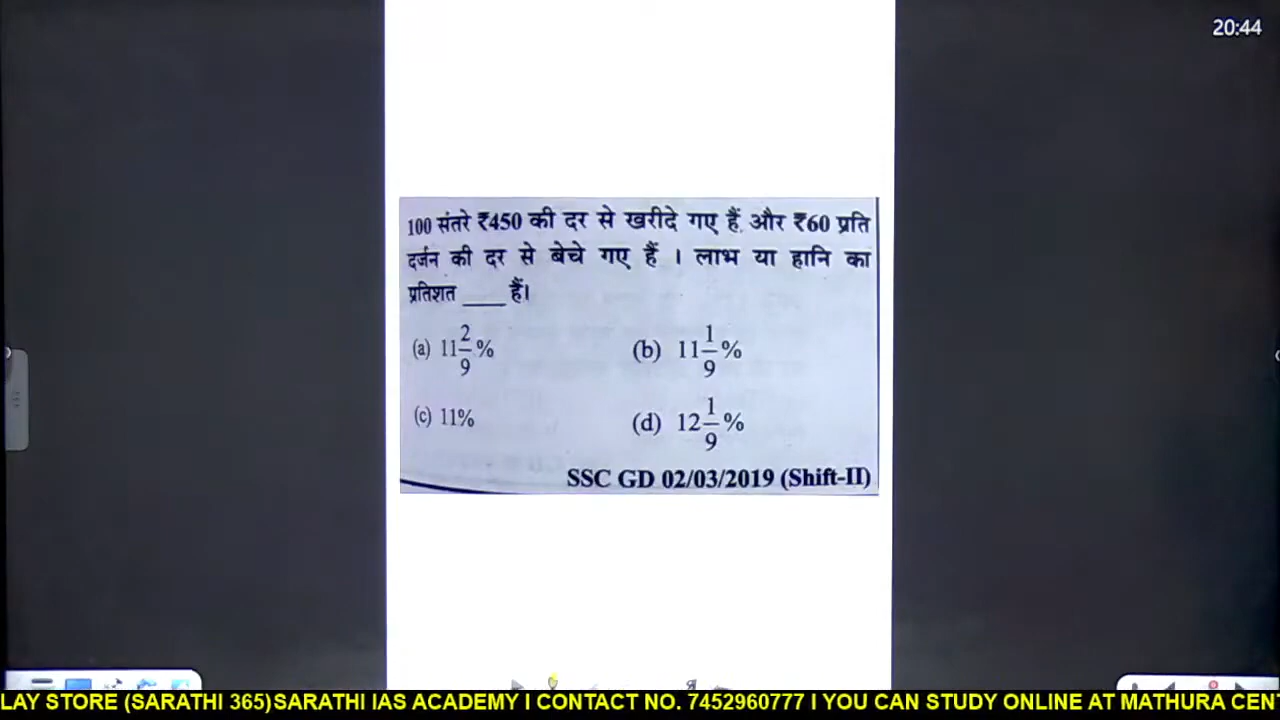 20:44
100 संतरे ₹450 की दर से खरीदे गए हैं और ₹60 प्रति
दर्जन की दर से बेचे गए हैं । लाभ या हानि का
प्रतिशत ____ हैं।
(a) 11 2/9 % (b) 11 1/9 %
(c) 11% (d) 12 1/9 %
SSC GD 02/03/2019 (Shift-II)
LAY STORE (SARATHI 365)SARATHI IAS ACADEMY I CONTACT NO. 7452960777 I YOU CAN STUDY ONLINE AT MATHURA CEN